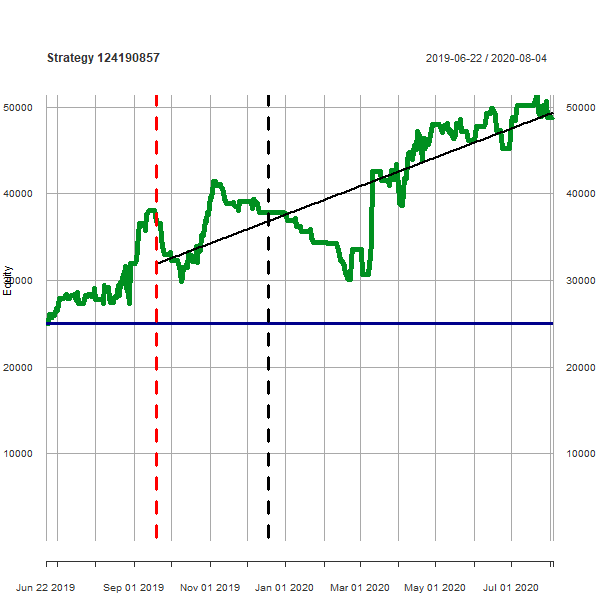 Strategy 124190857
2019-06-22 / 2020-08-04
50000
50000
40000
40000
30000
30000
20000
20000
10000
10000
Equity
Jun 22 2019
Sep 01 2019
Nov 01 2019
Jan 01 2020
Mar 01 2020
May 01 2020
Jul 01 2020